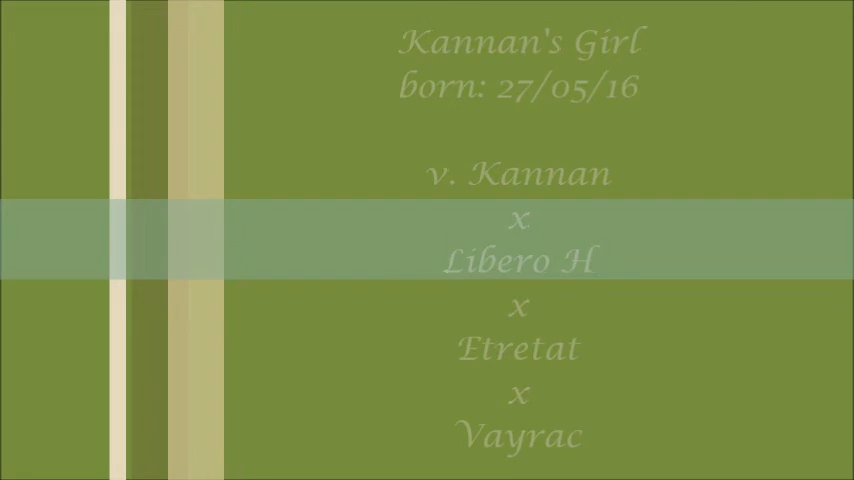 Kannan's Girl
born: 27/05/16
v. Kannan
x
Libero H
x
Etretat
x
Vayrac